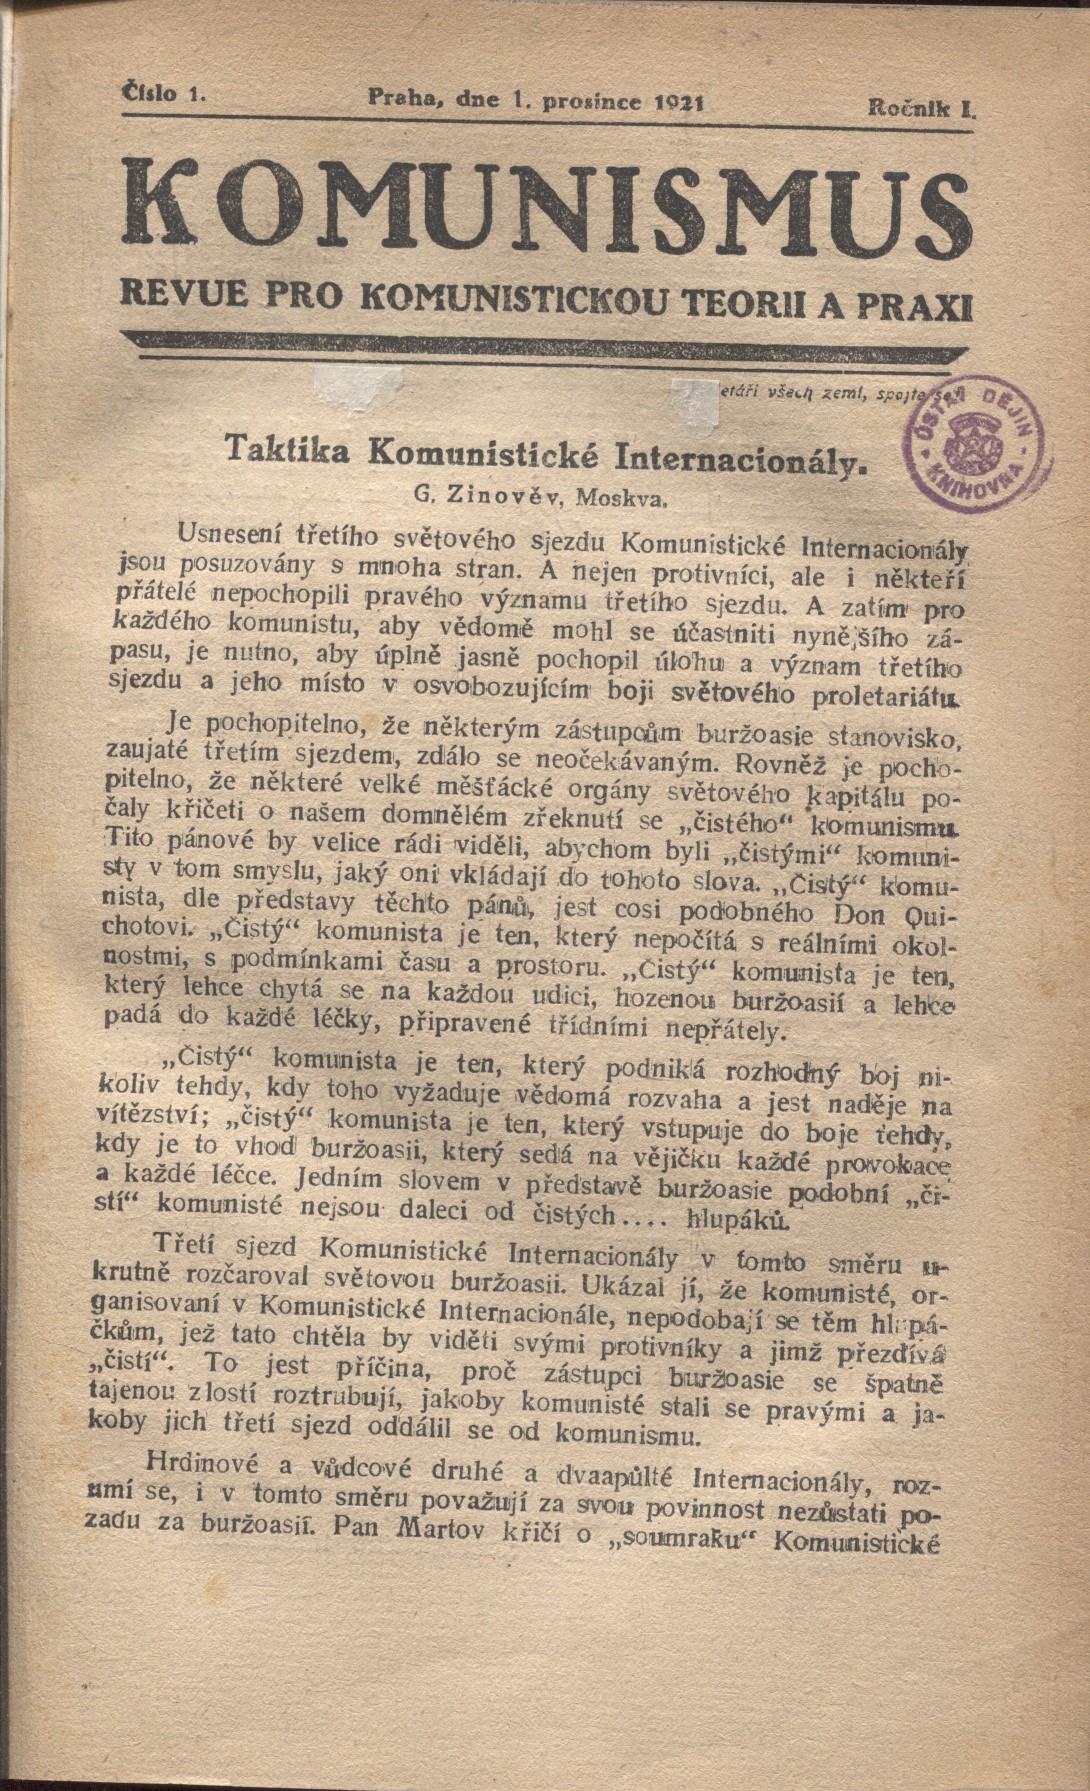 Číslo 1.
Praha, dne 1. prosince 1921
Ročník I.
KOMUNISMUS
REVUE PRO KOMUNISTICKOU TEORII A PRAXI
etáři všech zemí, spojte se
ÚSTAV DĚJIN
KNIHOVNA
Taktika Komunistické Internacionály.
G. Zinověv, Moskva.
Usnesení třetího světového sjezdu Komunistické Internacionály
jsou posuzovány s mnoha stran. A nejen protivníci, ale i někteří
přátelé nepochopili pravého významu třetího sjezdu. A zatím pro
každého komunistu, aby vědomě mohl se účastniti nynějšího zá-
pasu, je nutno, aby úplně jasně pochopil úlohu a význam třetího
sjezdu a jeho místo v osvobozujícím boji světového proletariátu.
Je pochopitelno, že některým zástupcům buržoasie stanovisko,
zaujaté třetím sjezdem, zdálo se neočekávaným. Rovněž je pocho-
pitelno, že některé velké měšťácké orgány světového kapitálu po-
čaly křičeti o našem domnělém zřeknutí se „čistého“ komunismu.
Tito pánové by velice rádi viděli, abychom byli „čistými“ komuni-
sty v tom smyslu, jaký oni vkládají do tohoto slova. „Čistý“ komu-
nista, dle představy těchto pánů, jest cosi podobného Don Qui-
chotovi. „Čistý“ komunista je ten, který nepočítá s reálními okol-
nostmi, s podmínkami času a prostoru. „Čistý“ komunista je ten,
který lehce chytá se na každou udici, hozenou buržoasií a lehce
padá do každé léčky, připravené třídními nepřátely.
„Čistý“ komunista je ten, který podniká rozhodný boj ni-
koliv tehdy, kdy toho vyžaduje vědomá rozvaha a jest naděje na
vítězství; „čistý“ komunista je ten, který vstupuje do boje tehdy,
kdy je to vhod buržoasii, který sedá na vějičku každé provokace
a každé léčce. Jedním slovem v představě buržoasie podobní „či-
stí“ komunisté nejsou daleci od čistých .... hlupáků.
Třetí sjezd Komunistické Internacionály v tomto směru u-
krutně rozčaroval světovou buržoasii. Ukázal jí, že komunisté, or-
ganisovaní v Komunistické Internacionále, nepodobají se těm hlupá-
čkům, jež tato chtěla by viděti svými protivníky a jimž přezdívá
„čistí“. To jest příčina, proč zástupci buržoasie se špatně
tajenou zlostí roztrubují, jakoby komunisté stali se pravými a ja-
koby jich třetí sjezd oddálil se od komunismu.
Hrdinové a vůdcové druhé a dvaapůlté Internacionály, roz-
umí se, i v tomto směru považují za svou povinnost nezůstati po-
zadu za buržoasií. Pan Martov křičí o „soumraku“ Komunistické